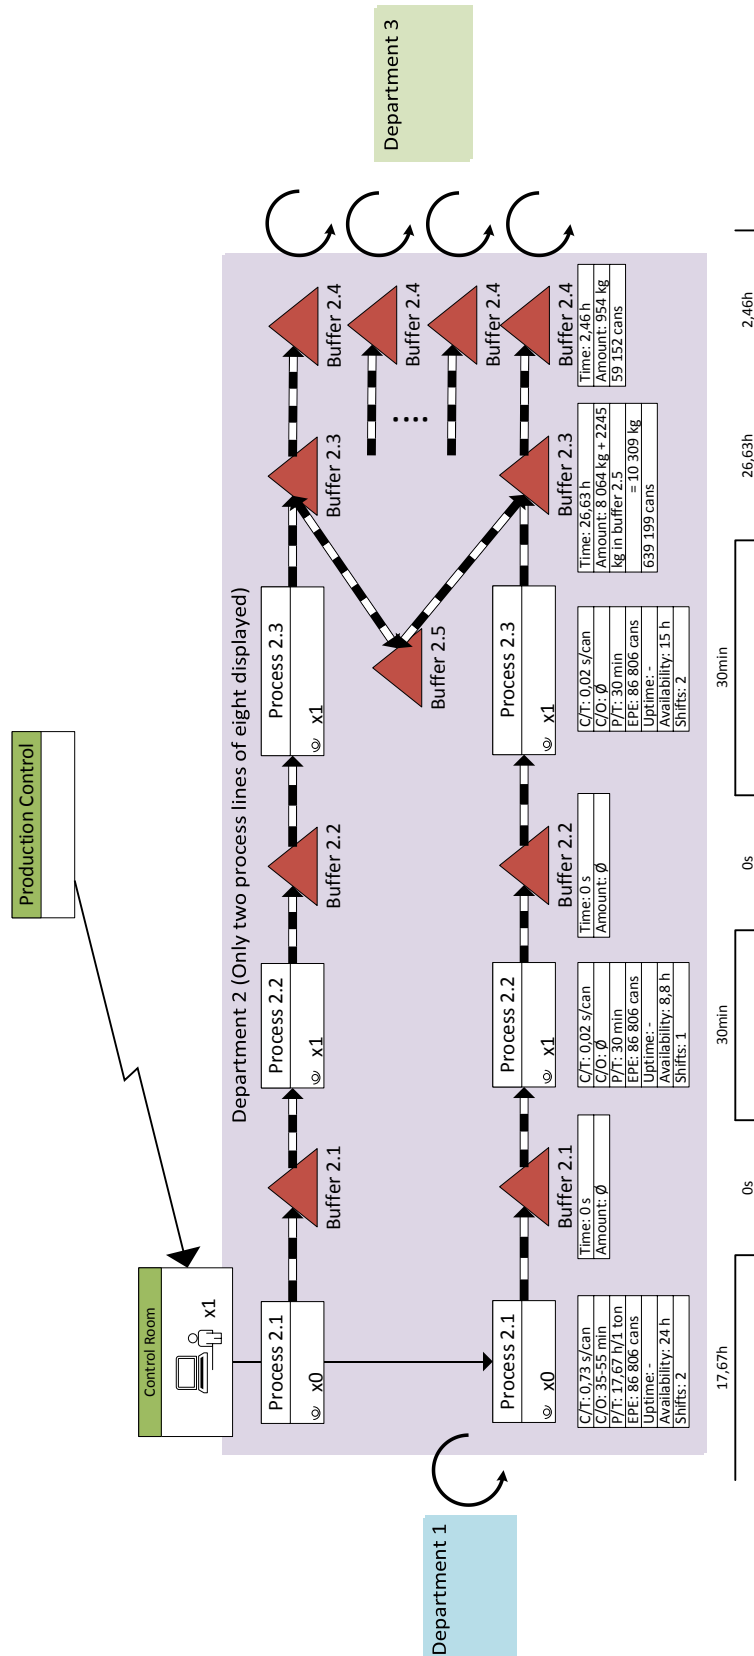 Production Control
Control Room
x1
Department 2 (Only two process lines of eight displayed)
Process 2.1
x0
Buffer 2.1
Process 2.2
x1
Buffer 2.2
Process 2.3
x1
Buffer 2.3
Buffer 2.4
Buffer 2.4
Buffer 2.4
Buffer 2.5
Process 2.1
x0
Buffer 2.1
Process 2.2
x1
Buffer 2.2
Process 2.3
x1
Buffer 2.3
Buffer 2.4
Department 1
Department 3
C/T: 0,73 s/can
C/O: 35-55 min
P/T: 17,67 h/1 ton
EPE: 86 806 cans
Uptime: -
Availability: 24 h
Shifts: 2
Time: 0 s
Amount: Ø
C/T: 0,02 s/can
C/O: Ø
P/T: 30 min
EPE: 86 806 cans
Uptime: -
Availability: 8,8 h
Shifts: 1
Time: 0 s
Amount: Ø
C/T: 0,02 s/can
C/O: Ø
P/T: 30 min
EPE: 86 806 cans
Uptime: -
Availability: 15 h
Shifts: 2
Time: 26,63 h
Amount: 8 064 kg + 2245
kg in buffer 2.5
= 10 309 kg
639 199 cans
Time: 2,46 h
Amount: 954 kg
59 152 cans
17,67h
0s
30min
0s
30min
26,63h
2,46h